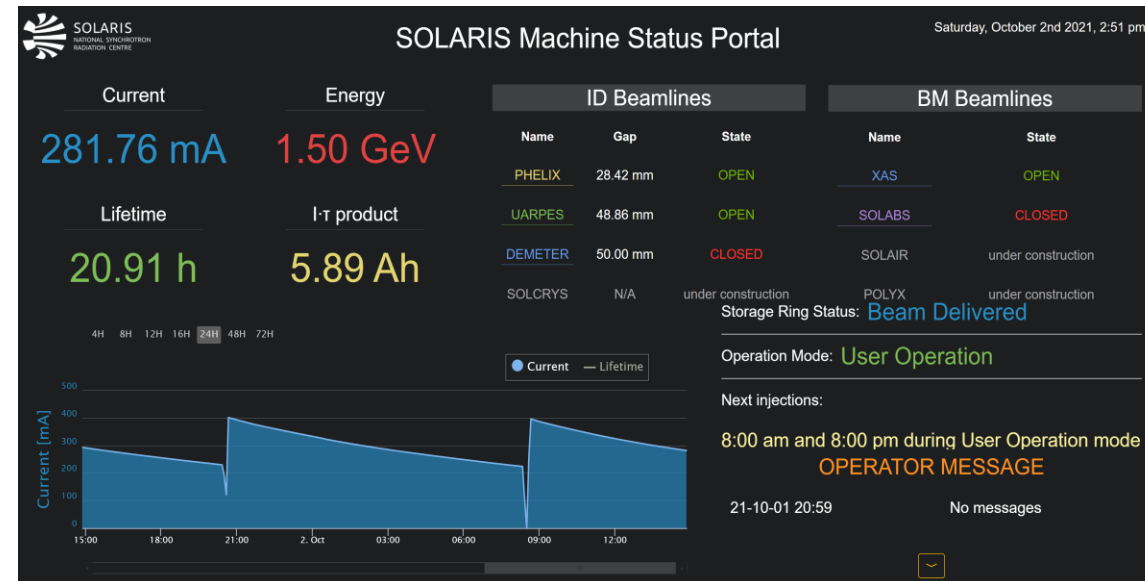 SOLARIS
NATIONAL SYNCHROTRON
RADIATION CENTRE
SOLARIS Machine Status Portal
Saturday, October 2nd 2021, 2:51 pm
Current
281.76 mA
Energy
1.50 GeV
Lifetime
20.91 h
I·τ product
5.89 Ah
ID Beamlines
Name Gap State
PHELIX 28.42 mm OPEN
UARPES 48.86 mm OPEN
DEMETER 50.00 mm CLOSED
SOLCRYS N/A under construction
BM Beamlines
Name State
XAS OPEN
SOLABS CLOSED
SOLAIR under construction
POLYX under construction
Storage Ring Status: Beam Delivered
Operation Mode: User Operation
Next injections:
8:00 am and 8:00 pm during User Operation mode
OPERATOR MESSAGE
21-10-01 20:59 No messages
4H 8H 12H 16H 24H 48H 72H
Current Lifetime
Current [mA]
500
400
300
200
100
0
15:00 18:00 21:00 2. Oct 03:00 06:00 09:00 12:00